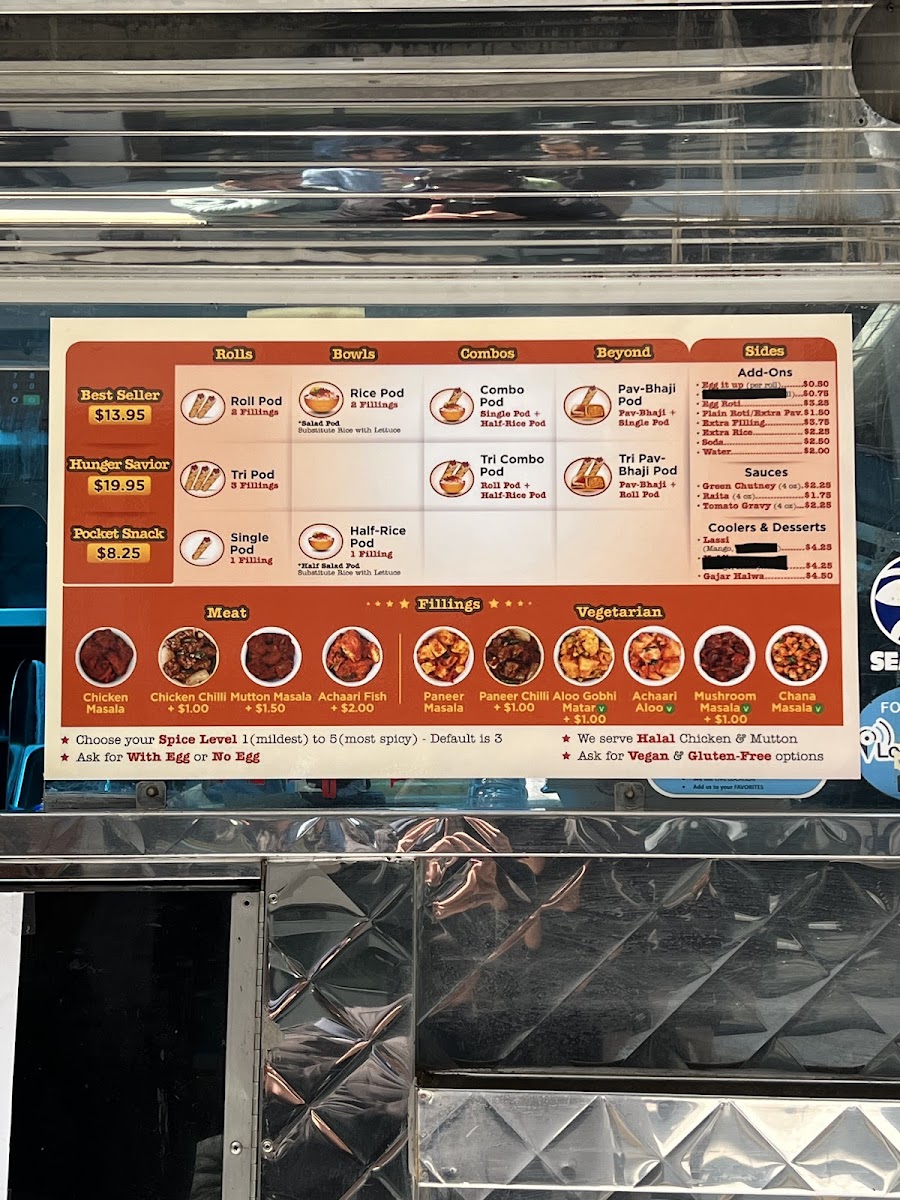 Rolls
Bowls
Combos
Beyond
Sides
Best Seller
$13.95
Roll Pod
2 Fillings
Rice Pod
2 Fillings
*Salad Pod
Substitute Rice with Lettuce
Combo
Pod
Single Pod +
Half-Rice Pod
Pav-Bhaji
Pod
Pav-Bhaji +
Single Pod
Hunger Savior
$19.95
Tri Pod
3 Fillings
Tri Combo
Pod
Roll Pod +
Half-Rice Pod
Tri Pav-
Bhaji Pod
Pav-Bhaji +
Roll Pod
Pocket Snack
$8.25
Single
Pod
1 Filling
Half-Rice
Pod
1 Filling
*Half Salad Pod
Substitute Rice with Lettuce
Add-Ons
• Egg it up (per roll)........$0.50
$0.75
• Egg Roti........$3.25
• Plain Roti/Extra Pav.$1.50
• Extra Filling........$3.75
• Extra Rice........$2.25
• Soda........$2.50
• Water........$2.00
Sauces
• Green Chutney (4 oz).$2.25
• Raita (4 oz)........$1.75
• Tomato Gravy (4 oz)..$2.25
Coolers & Desserts
• Lassi
(Mango, ......$4.25
$4.25
• Gajar Halwa........$4.50
Meat
Fillings
Vegetarian
Chicken
Masala
Chicken Chilli
+ $1.00
Mutton Masala
+ $1.50
Achaari Fish
+ $2.00
Paneer
Masala
Paneer Chilli
+ $1.00
Aloo Gobhi
Matar V
+ $1.00
Achaari
Aloo V
Mushroom
Masala V
+ $1.00
Chana
Masala V
★ Choose your Spice Level 1(mildest) to 5(most spicy) - Default is 3
★ Ask for With Egg or No Egg
★ We serve Halal Chicken & Mutton
★ Ask for Vegan & Gluten-Free options
• Add us to your FAVORITES
SEA
FO